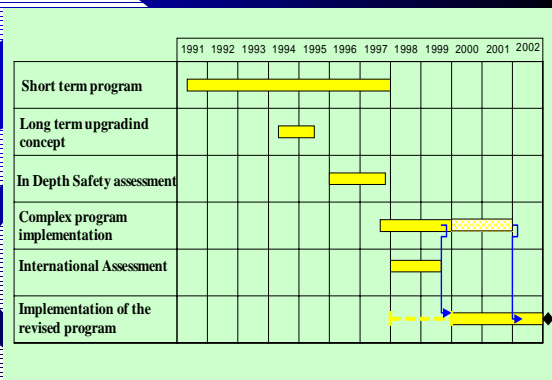 1991 1992 1993 1994 1995 1996 1997 1998 1999 2000 2001 2002
Short term program
Long term upgradind
concept
In Depth Safety assessment
Complex program
implementation
International Assessment
Implementation of the
revised program